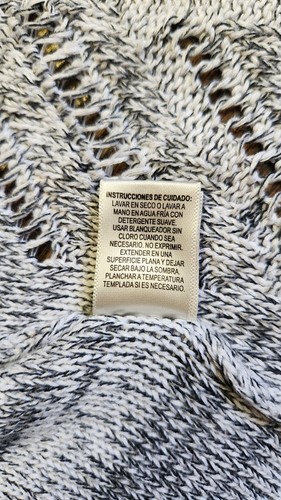 INSTRUCCIONES DE CUIDADO:
LAVAR EN SECO O LAVAR A
MANO EN AGUA FRÍA CON
DETERGENTE SUAVE.
USAR BLANQUEADOR SIN
CLORO CUANDO SEA
NECESARIO. NO EXPRIMIR.
EXTENDER EN UNA
SUPERFICIE PLANA Y DEJAR
SECAR BAJO LA SOMBRA.
PLANCHAR A TEMPERATURA
TEMPLADA SI ES NECESARIO.